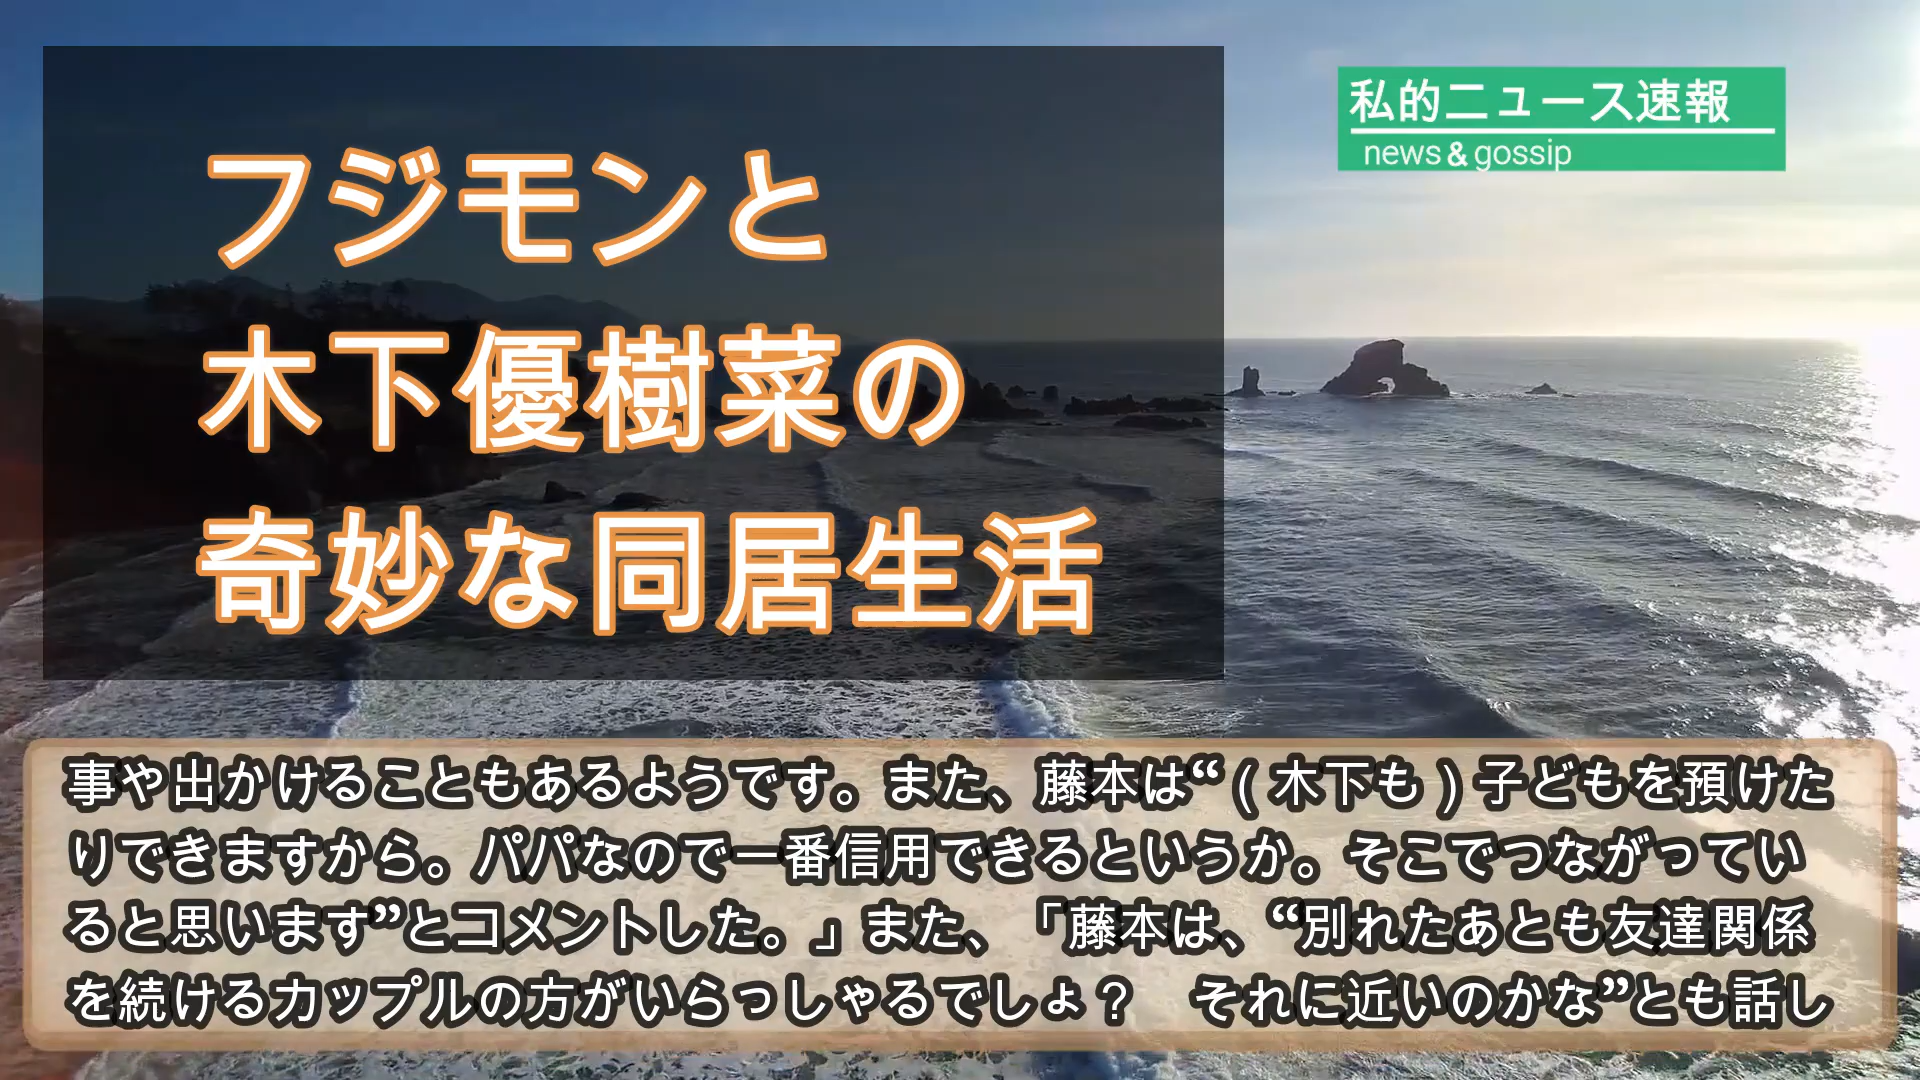 私的ニュース速報
news&gossip
フジモンと
木下優樹菜の
奇妙な同居生活
事や出かけることもあるようです。また、藤本は“(木下も)子どもを預けた
りできますから。パパなので一番信用できるというか。そこでつながってい
ると思います”とコメントした。」また、「藤本は、“別れたあとも友達関係
を続けるカップルの方がいらっしゃるでしょ？　それに近いのかな”とも話し